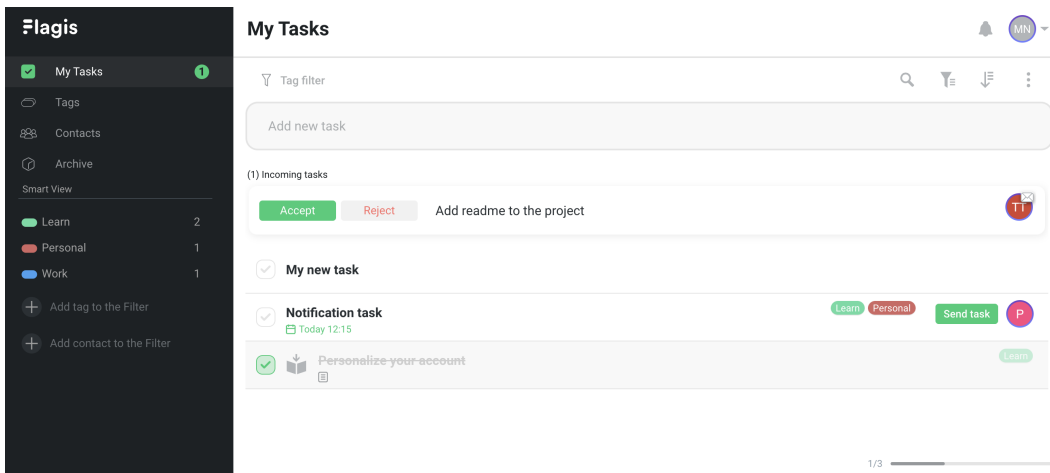 Flagis
My Tasks
1
Tags
Contacts
Archive
Smart View
Learn 2
Personal 1
Work 1
Add tag to the Filter
Add contact to the Filter
My Tasks
MN
Tag filter
Add new task
(1) Incoming tasks
Accept Reject Add readme to the project TT
My new task
Notification task Learn Personal Send task P
Today 12:15
Personalize your account Learn
1/3